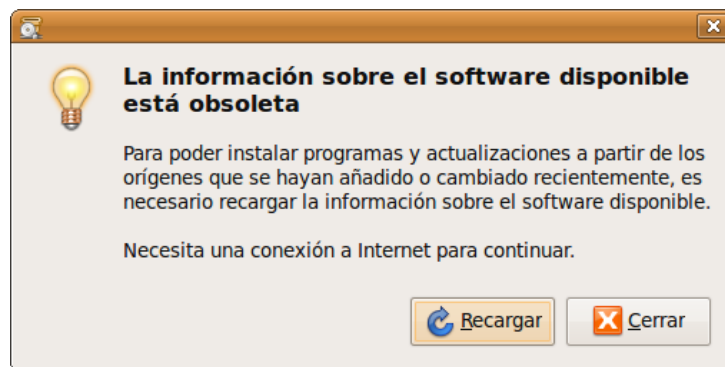 La información sobre el software disponible
está obsoleta
Para poder instalar programas y actualizaciones a partir de los
orígenes que se hayan añadido o cambiado recientemente, es
necesario recargar la información sobre el software disponible.
Necesita una conexión a Internet para continuar.
Recargar
Cerrar